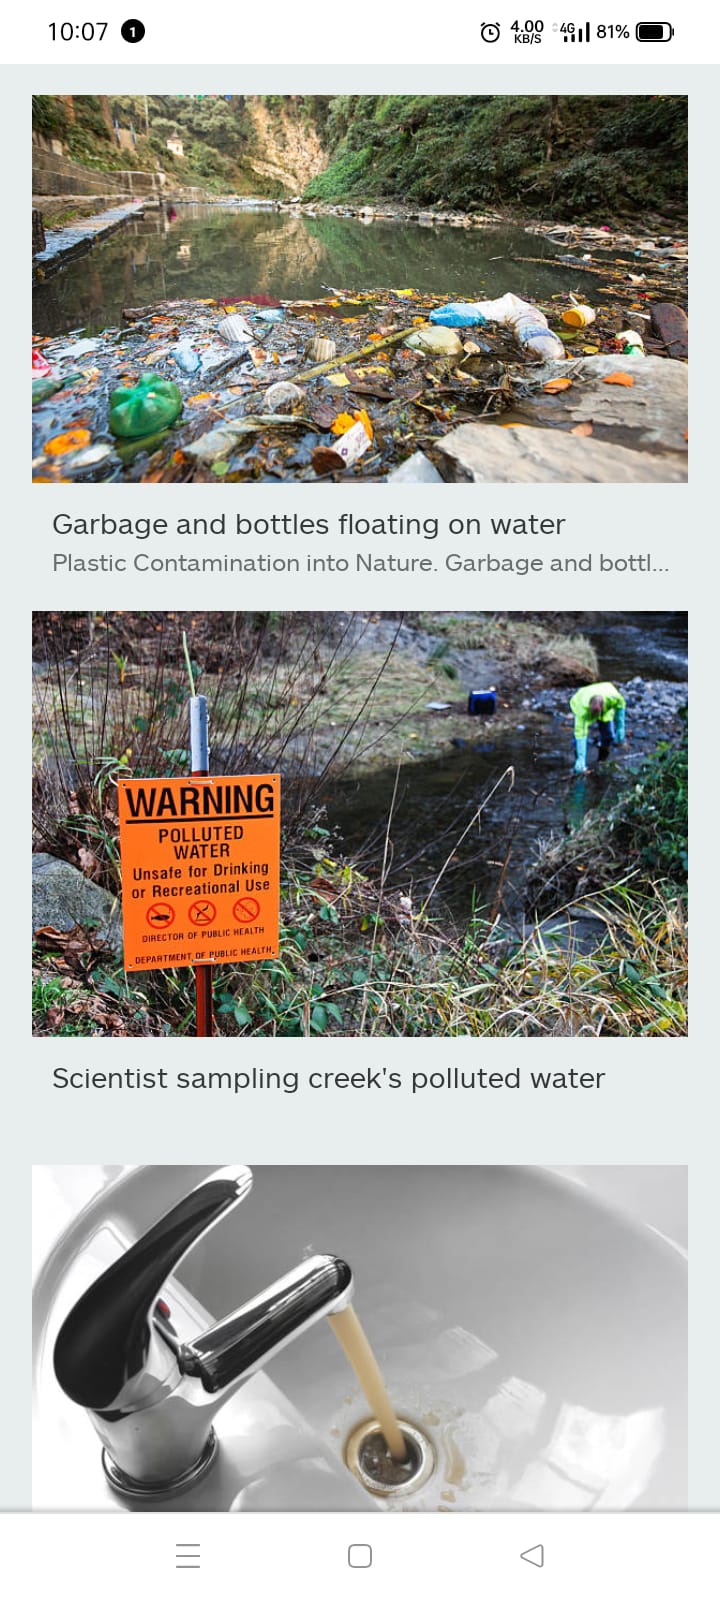 10:07 1 4.00 KB/S 4G 81%
Garbage and bottles floating on water
Plastic Contamination into Nature. Garbage and bottl...
WARNING
POLLUTED
WATER
Unsafe for Drinking
or Recreational Use
DIRECTOR OF PUBLIC HEALTH
DEPARTMENT OF PUBLIC HEALTH
Scientist sampling creek's polluted water